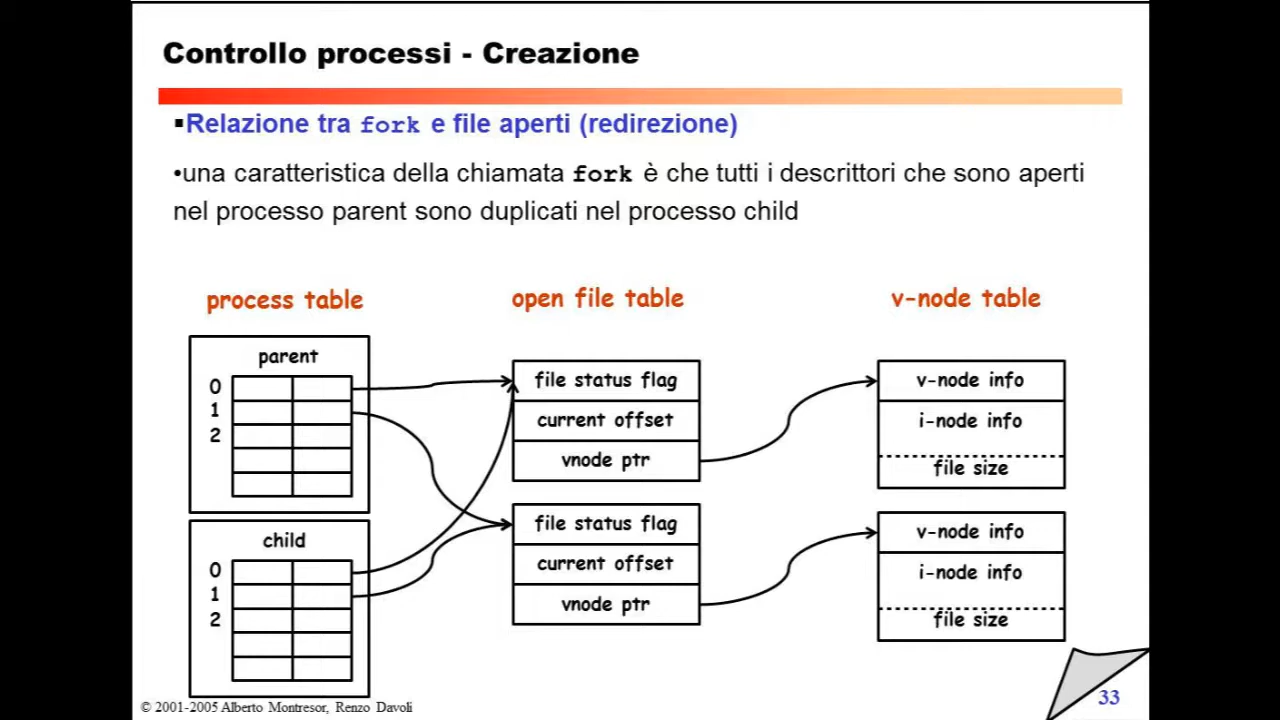 Controllo processi - Creazione
▪Relazione tra fork e file aperti (redirezione)
•una caratteristica della chiamata fork è che tutti i descrittori che sono aperti
nel processo parent sono duplicati nel processo child
process table
open file table
v-node table
parent
0
1
2
child
0
1
2
file status flag
current offset
vnode ptr
file status flag
current offset
vnode ptr
v-node info
i-node info
file size
v-node info
i-node info
file size
33
© 2001-2005 Alberto Montresor, Renzo Davoli